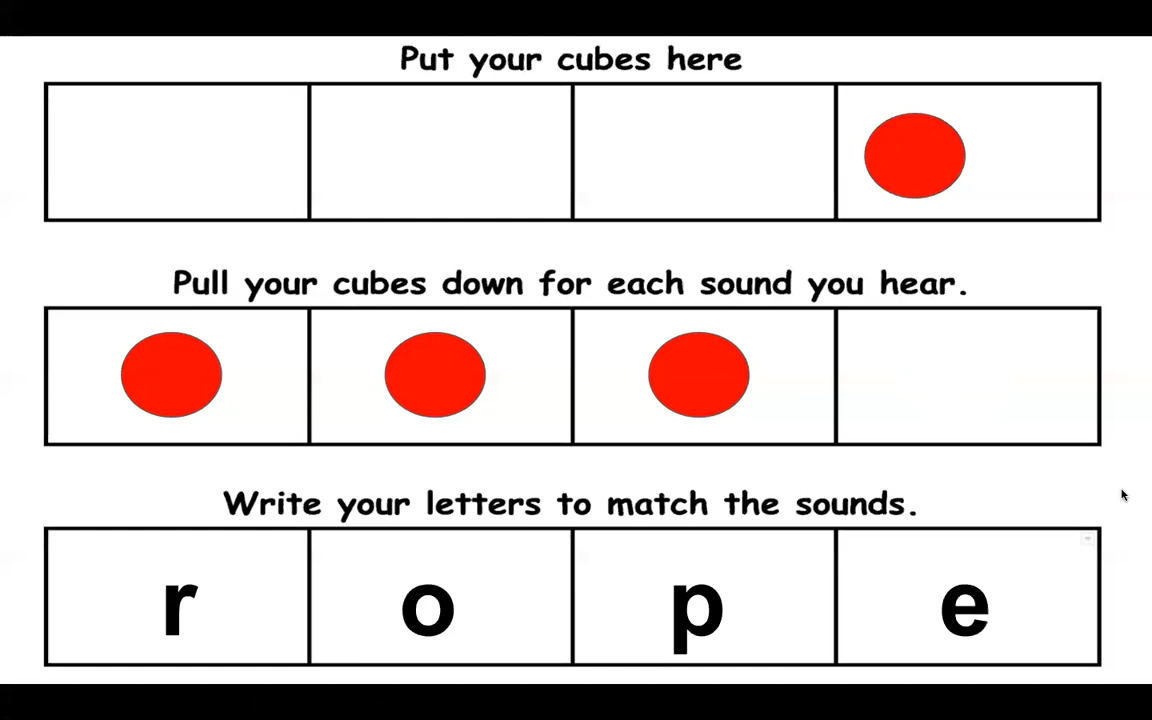 Put your cubes here
Pull your cubes down for each sound you hear.
Write your letters to match the sounds.
r o p e